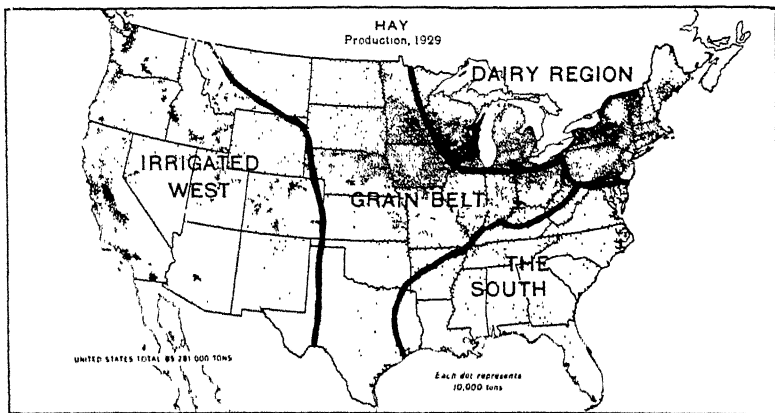 HAY
Production, 1929
DAIRY REGION
IRRIGATED
WEST
GRAIN BELT
THE
SOUTH
UNITED STATES TOTAL 85 281 000 TONS
Each dot represents
10,000 tons